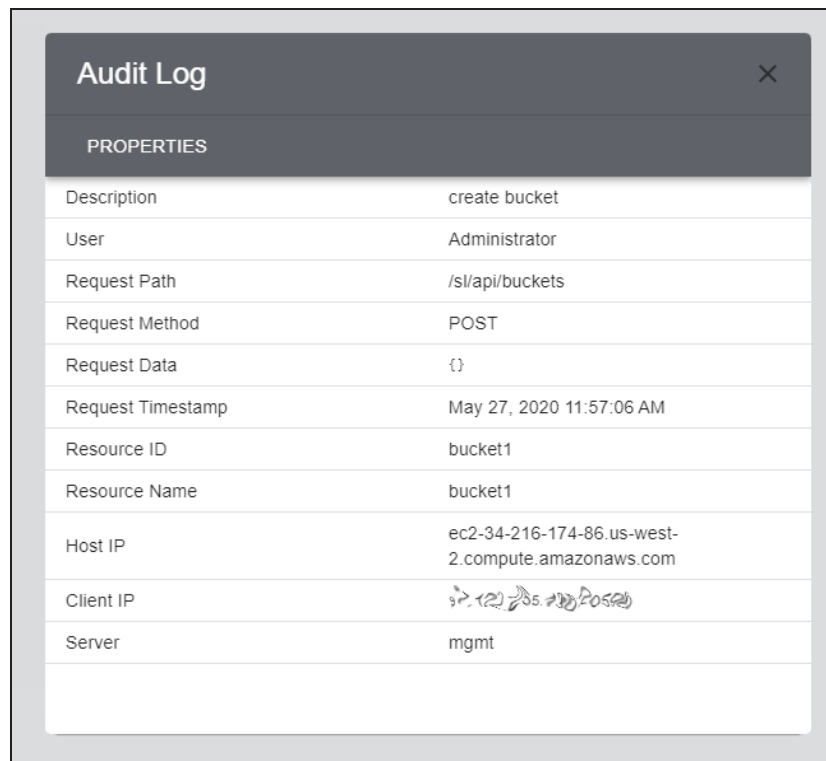 Audit Log
PROPERTIES
Description create bucket
User Administrator
Request Path /sl/api/buckets
Request Method POST
Request Data {}
Request Timestamp May 27, 2020 11:57:06 AM
Resource ID bucket1
Resource Name bucket1
Host IP ec2-34-216-174-86.us-west-
2.compute.amazonaws.com
Client IP
Server mgmt